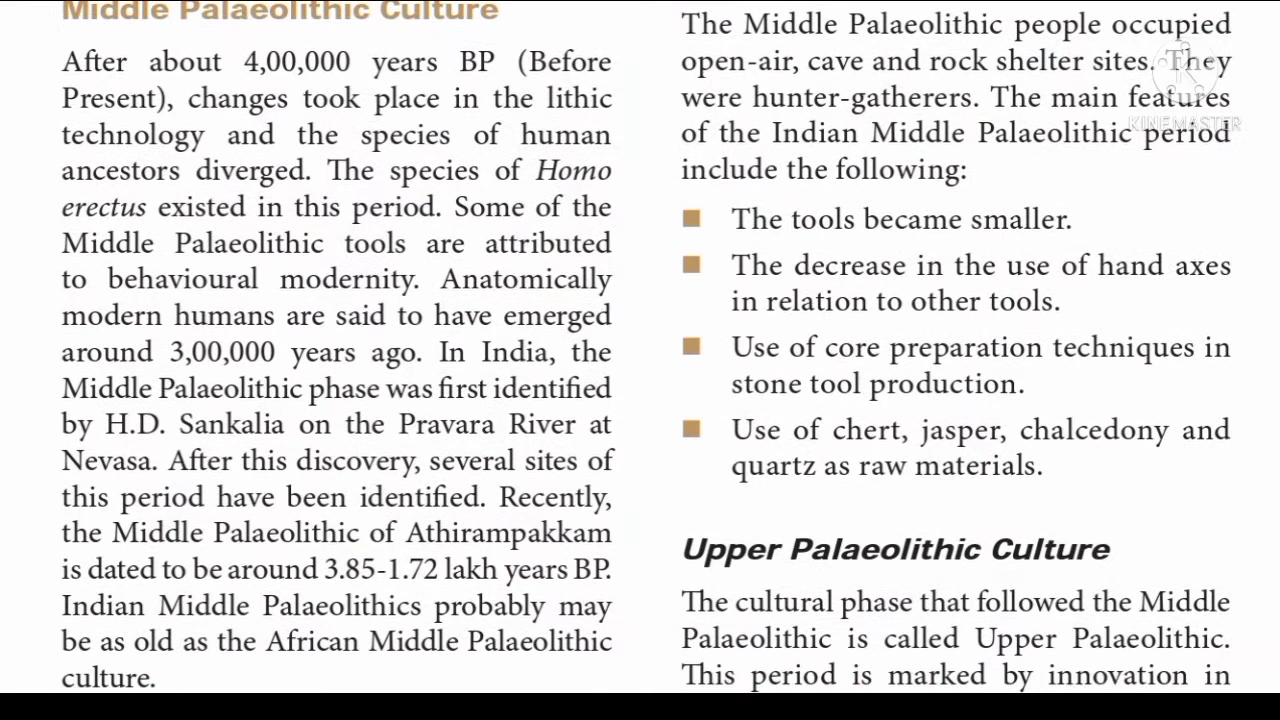 Middle Palaeolithic Culture
After about 4,00,000 years BP (Before
Present), changes took place in the lithic
technology and the species of human
ancestors diverged. The species of Homo
erectus existed in this period. Some of the
Middle Palaeolithic tools are attributed
to behavioural modernity. Anatomically
modern humans are said to have emerged
around 3,00,000 years ago. In India, the
Middle Palaeolithic phase was first identified
by H.D. Sankalia on the Pravara River at
Nevasa. After this discovery, several sites of
this period have been identified. Recently,
the Middle Palaeolithic of Athirampakkam
is dated to be around 3.85-1.72 lakh years BP.
Indian Middle Palaeolithics probably may
be as old as the African Middle Palaeolithic
culture.
The Middle Palaeolithic people occupied
open-air, cave and rock shelter sites. They
were hunter-gatherers. The main features
of the Indian Middle Palaeolithic period
include the following:
The tools became smaller.
The decrease in the use of hand axes
in relation to other tools.
Use of core preparation techniques in
stone tool production.
Use of chert, jasper, chalcedony and
quartz as raw materials.
Upper Palaeolithic Culture
The cultural phase that followed the Middle
Palaeolithic is called Upper Palaeolithic.
This period is marked by innovation in
KINEMASTER